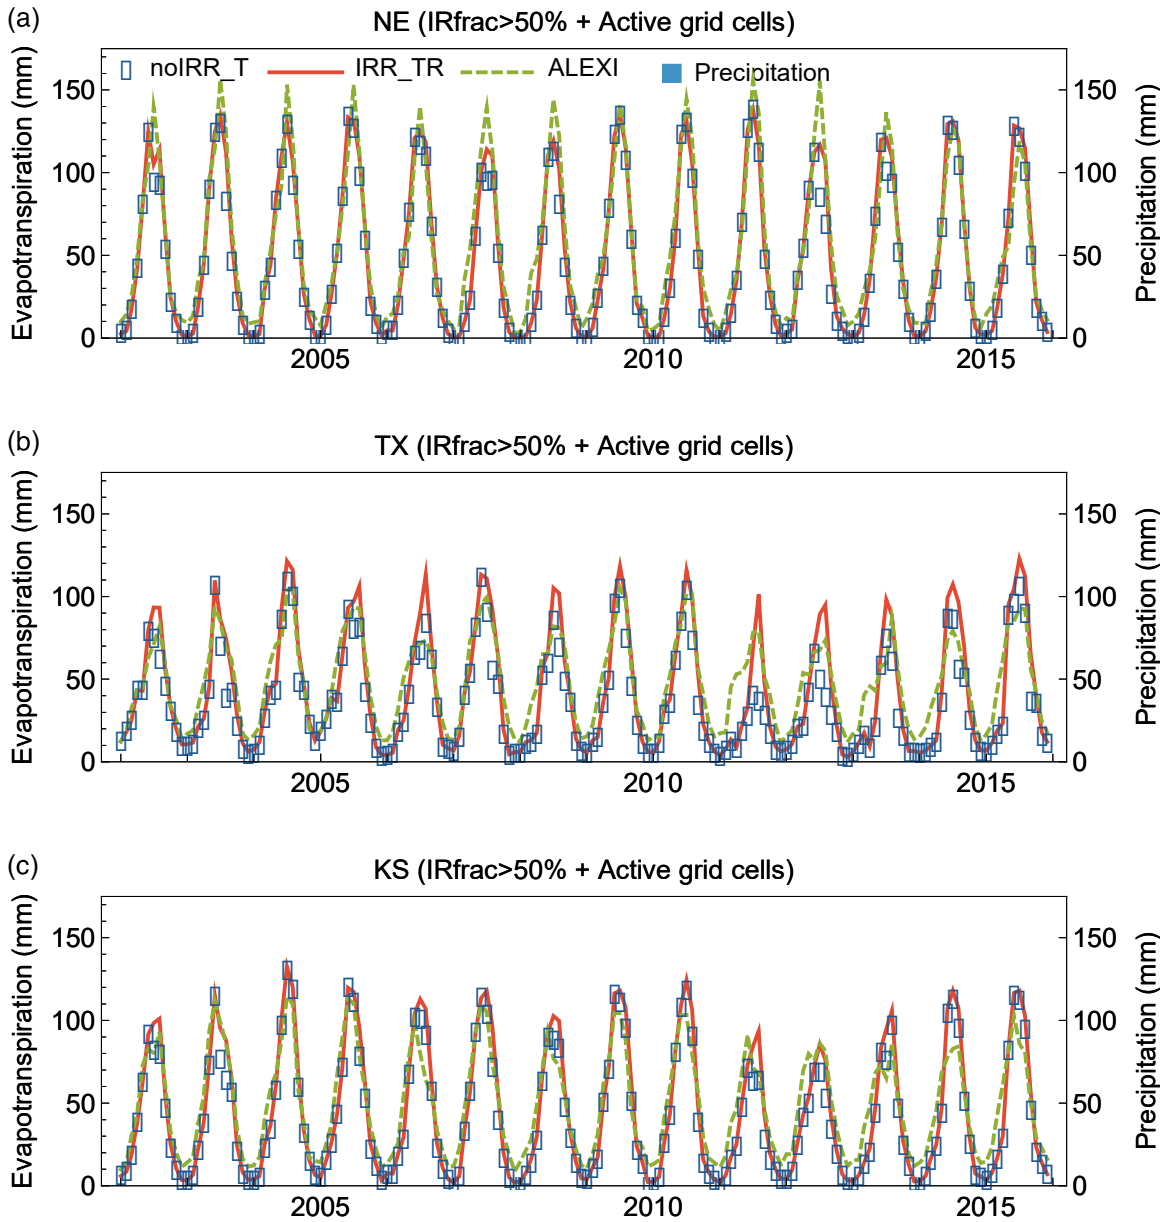 (a)
NE (IRfrac>50% + Active grid cells)
noIRR_T IRR_TR ALEXI Precipitation
Evapotranspiration (mm)
150
100
50
0
2005 2010 2015
150
100
50
0
Precipitation (mm)
(b)
TX (IRfrac>50% + Active grid cells)
Evapotranspiration (mm)
150
100
50
0
2005 2010 2015
150
100
50
0
Precipitation (mm)
(c)
KS (IRfrac>50% + Active grid cells)
Evapotranspiration (mm)
150
100
50
0
2005 2010 2015
150
100
50
0
Precipitation (mm)